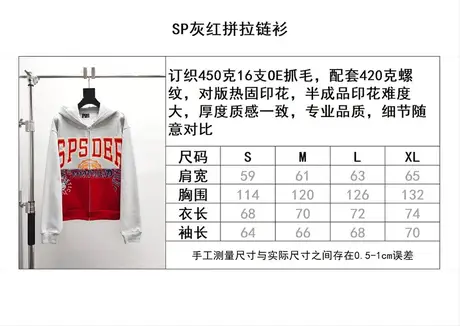 SP灰红拼拉链衫
订织450克16支OE抓毛，配套420克螺
纹，对版热固印花，半成品印花难度
大，厚度质感一致，专业品质，细节随
意对比
尺码 S M L XL
肩宽 59 61 63 65
胸围 114 120 126 132
衣长 68 70 72 74
袖长 64 66 68 70
手工测量尺寸与实际尺寸之间存在0.5-1cm误差
SPSDER